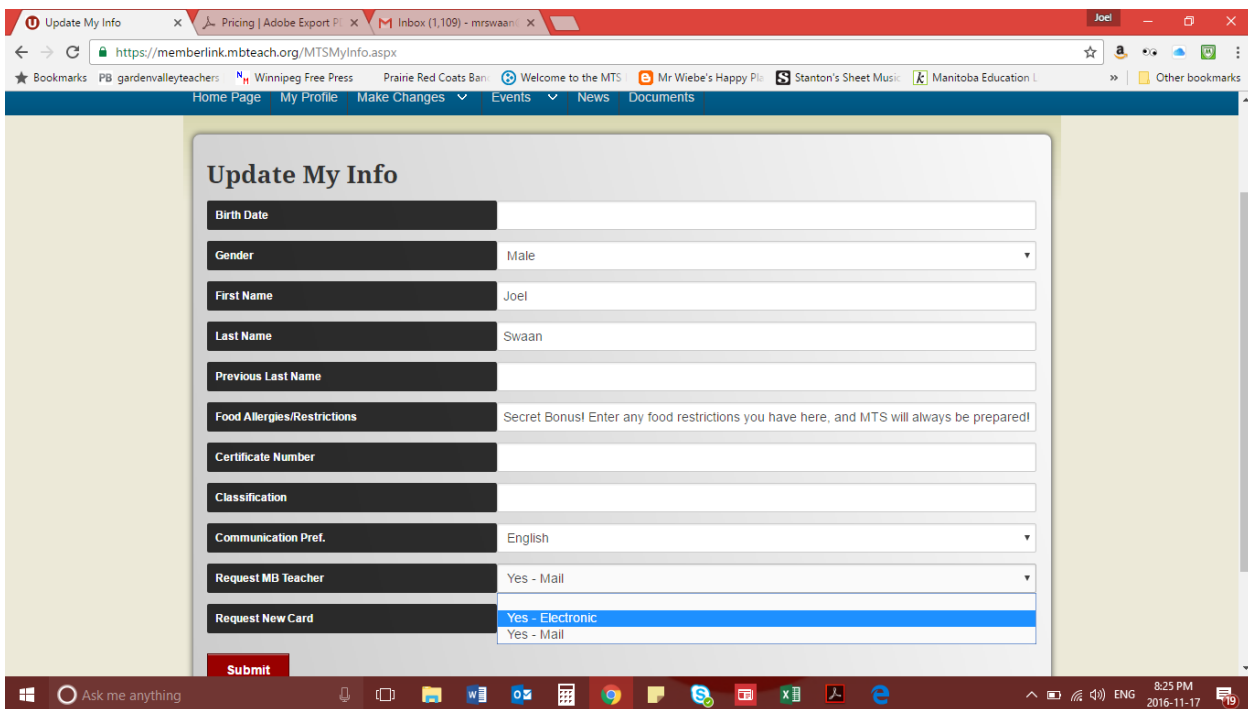 Update My Info
Pricing | Adobe Export P
Inbox (1,109) - mrswaan
Joel
https://memberlink.mbteach.org/MTSMyInfo.aspx
Bookmarks PB gardenvalleyteachers Winnipeg Free Press Prairie Red Coats Ban Welcome to the MTS Mr Wiebe's Happy Pl Stanton's Sheet Music Manitoba Education » Other bookmarks
Home Page My Profile Make Changes Events News Documents
Update My Info
Birth Date
Gender Male
First Name Joel
Last Name Swaan
Previous Last Name
Food Allergies/Restrictions Secret Bonus! Enter any food restrictions you have here, and MTS will always be prepared!
Certificate Number
Classification
Communication Pref. English
Request MB Teacher Yes - Mail
Request New Card Yes - Electronic
Yes - Mail
Submit
Ask me anything ENG 8:25 PM
2016-11-17 19